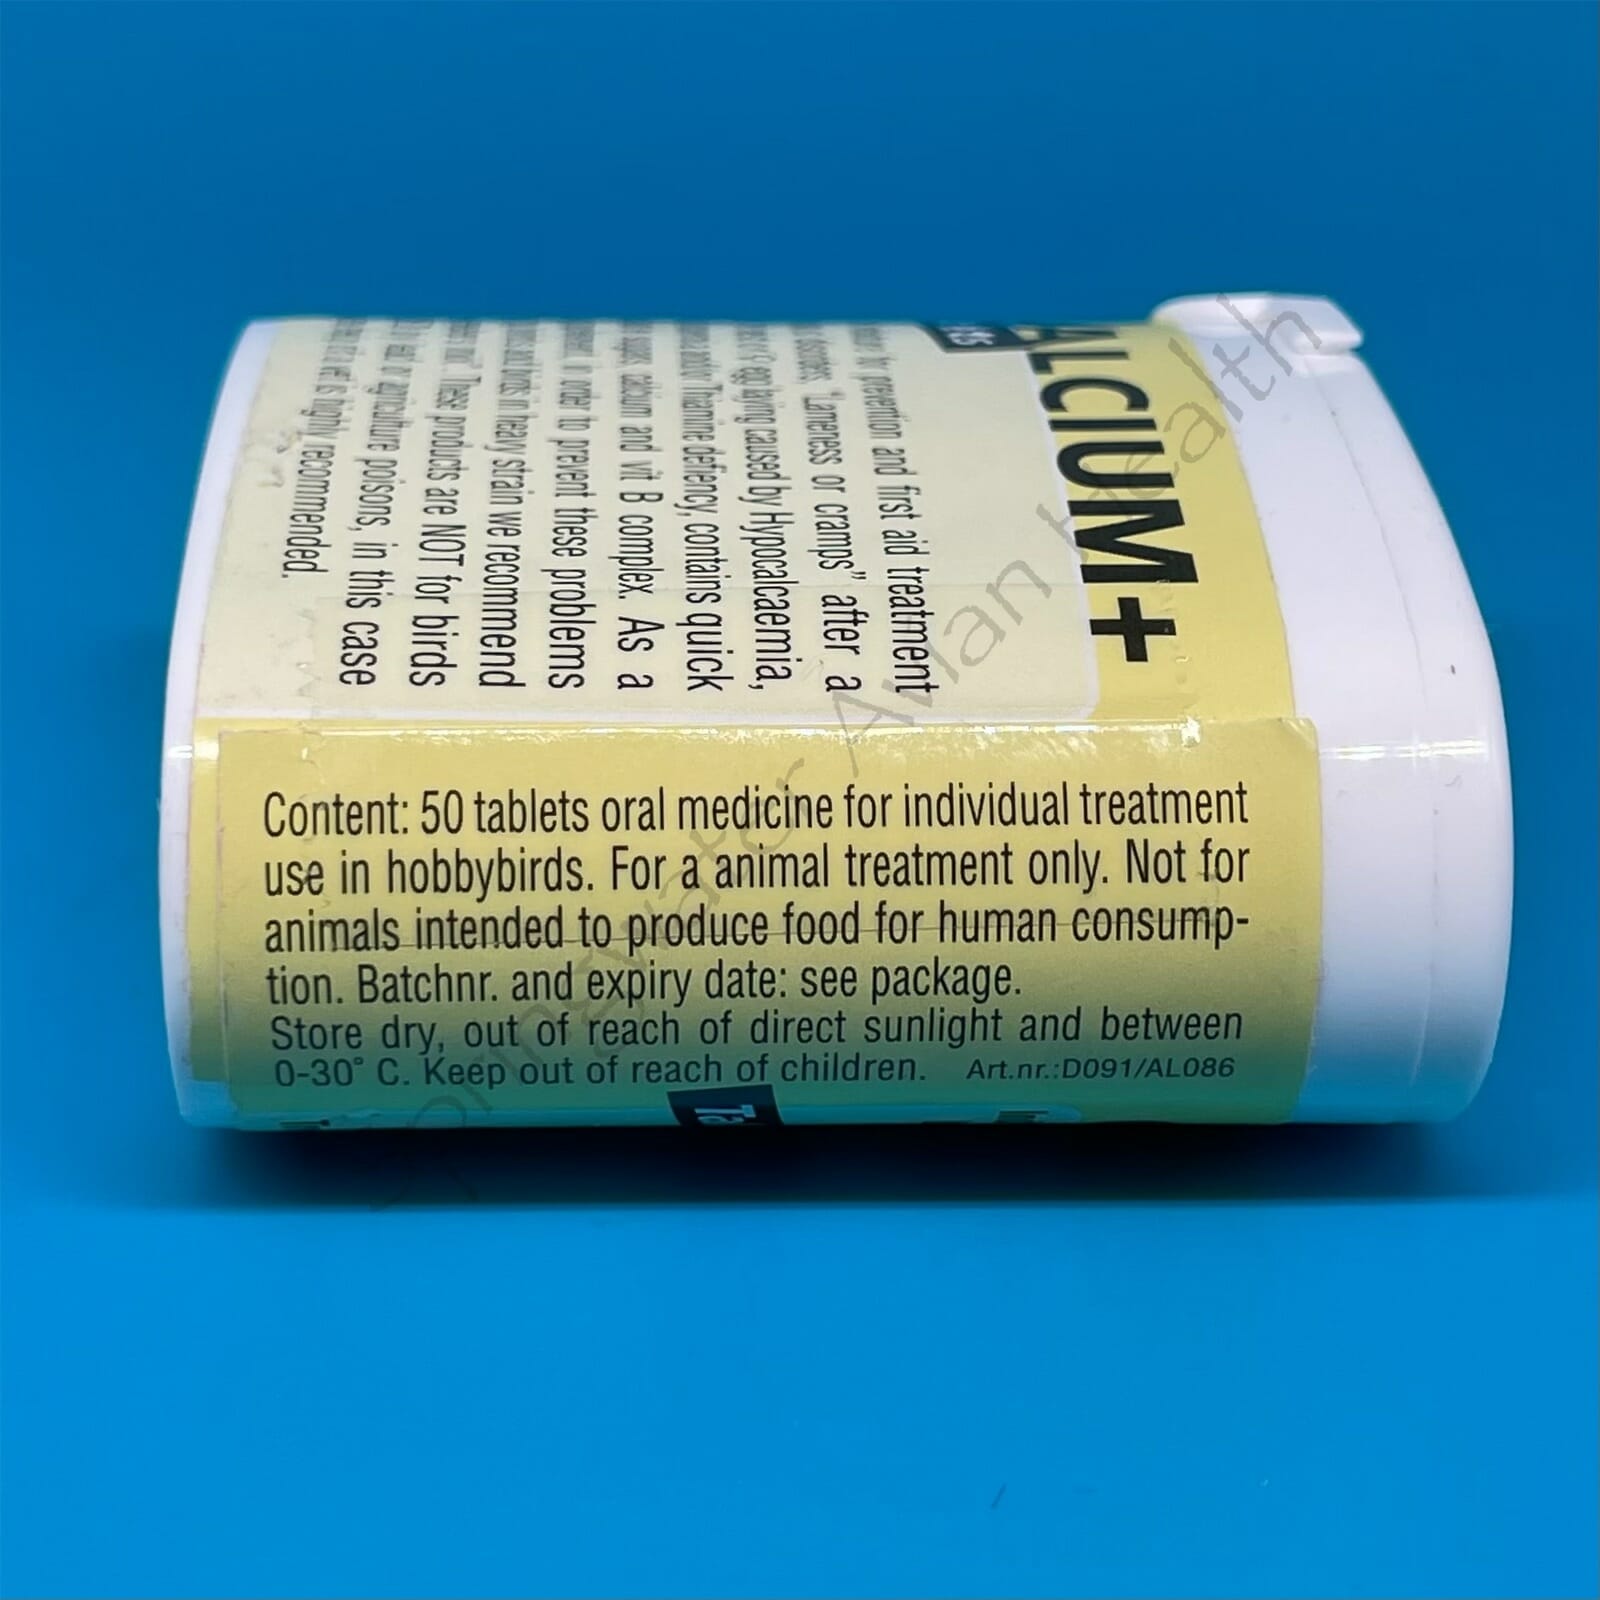 ALCIUM+
prevention and first aid treatment
"Lameness or cramps" after a
egg laying caused by Hypocalcaemia,
Thiamine defiency, contains quick
calcium and vit B complex. As a
in order to prevent these problems
in heavy strain we recommend
These products are NOT for birds
agriculture poisons, in this case
is highly recommended.
Content: 50 tablets oral medicine for individual treatment
use in hobbybirds. For a animal treatment only. Not for
animals intended to produce food for human consump-
tion. Batchnr. and expiry date: see package.
Store dry, out of reach of direct sunlight and between
0-30° C. Keep out of reach of children. Art.nr.:D091/AL086
Ta
Springwater Avian Health